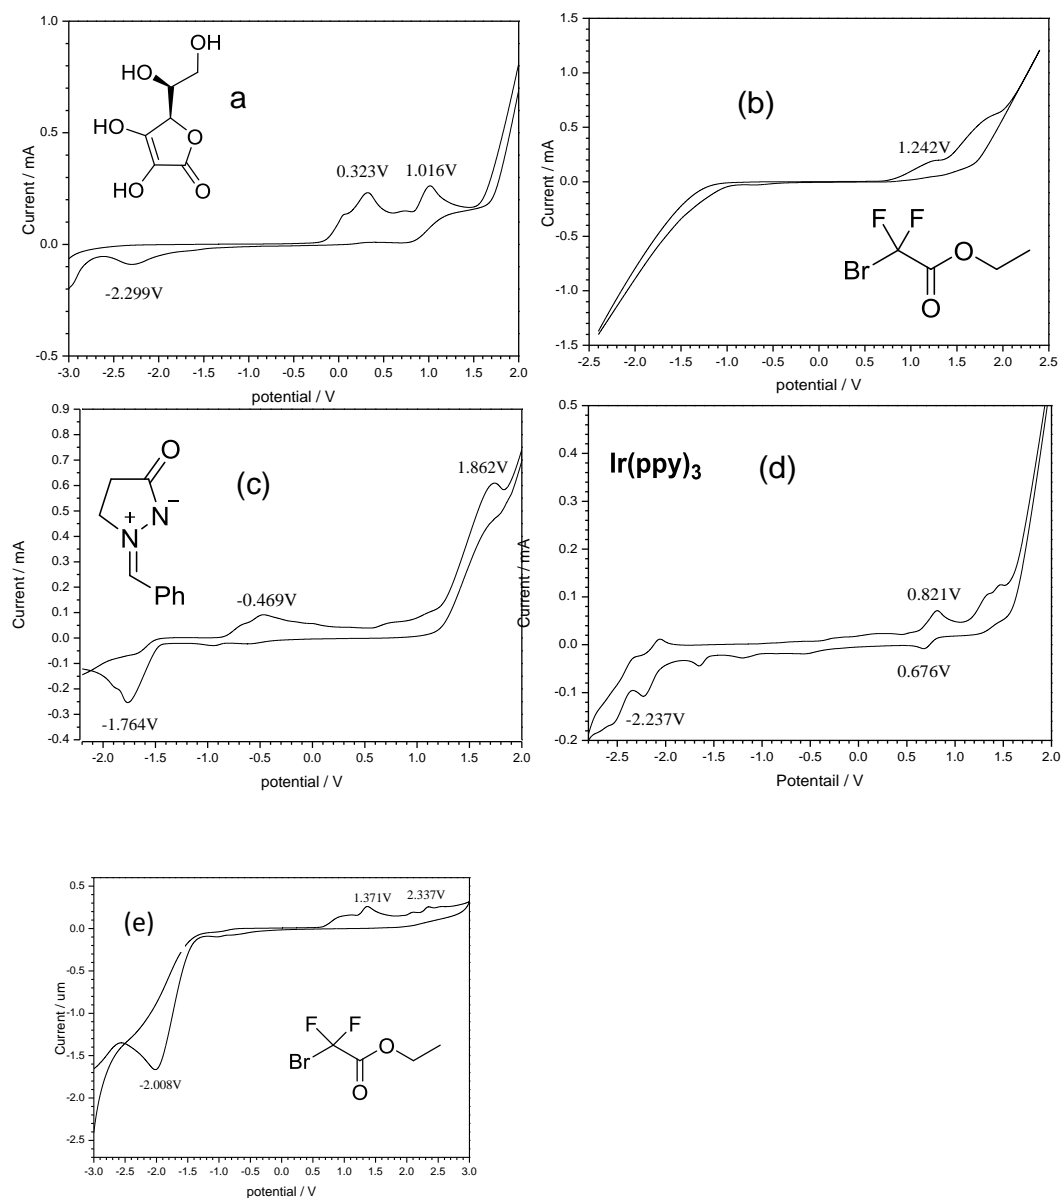 1.0
0.5
0.0
-0.5
Current / mA
-3.0 -2.5 -2.0 -1.5 -1.0 -0.5 0.0 0.5 1.0 1.5 2.0
potential / V
OH
HO
HO
HO
O
O
a
0.323V
1.016V
-2.299V
1.5
1.0
0.5
0.0
-0.5
-1.0
-1.5
Current / mA
-2.5 -2.0 -1.5 -1.0 -0.5 0.0 0.5 1.0 1.5 2.0 2.5
potential / V
(b)
1.242V
F F
Br
O
O
0.9
0.8
0.7
0.6
0.5
0.4
0.3
0.2
0.1
0.0
-0.1
-0.2
-0.3
-0.4
Current / mA
-2.0 -1.5 -1.0 -0.5 0.0 0.5 1.0 1.5 2.0
potential / V
O
N
+
−
N
Ph
(c)
1.862V
-0.469V
-1.764V
0.5
0.4
0.3
0.2
0.1
0.0
-0.1
-0.2
Current / mA
-2.5 -2.0 -1.5 -1.0 -0.5 0.0 0.5 1.0 1.5 2.0
Potentail / V
Ir(ppy)3
(d)
0.821V
0.676V
-2.237V
0.5
0.0
-0.5
-1.0
-1.5
-2.0
-2.5
Current / um
-3.0 -2.5 -2.0 -1.5 -1.0 -0.5 0.0 0.5 1.0 1.5 2.0 2.5 3.0
potential / V
(e)
1.371V
2.337V
-2.008V
F F
Br
O
O